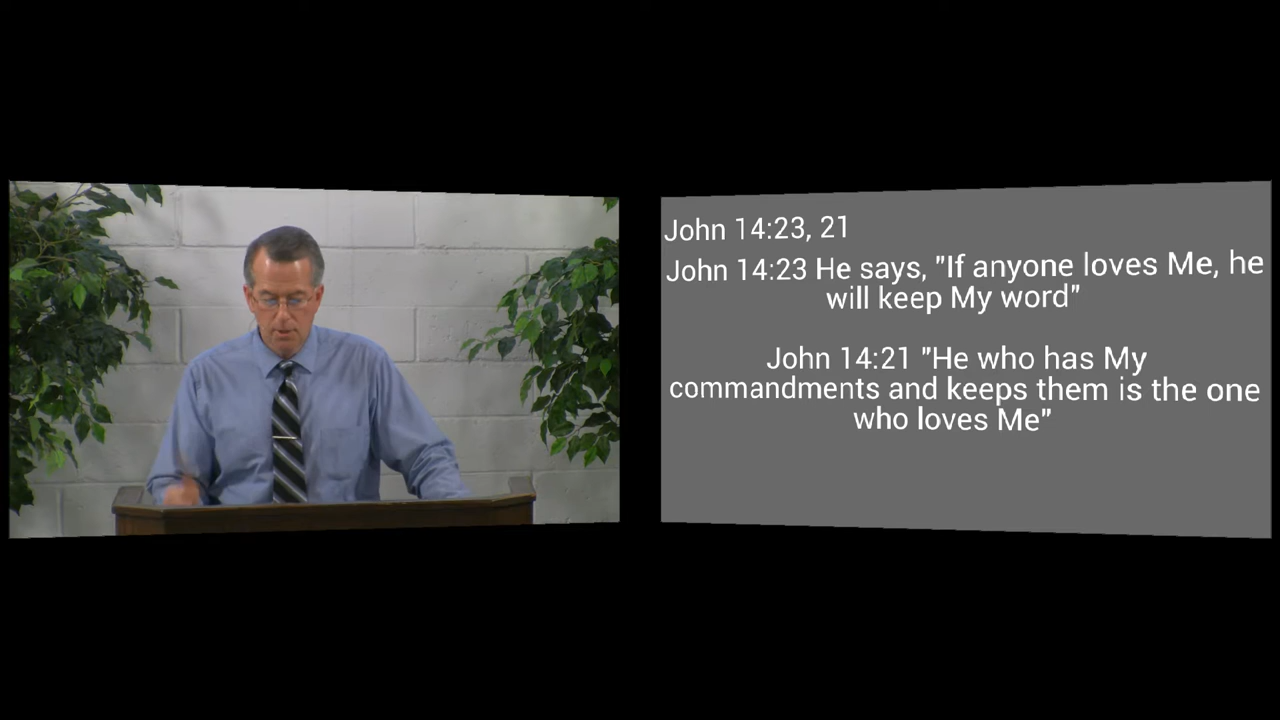 John 14:23, 21
John 14:23 He says, "If anyone loves Me, he
will keep My word"
John 14:21 "He who has My
commandments and keeps them is the one
who loves Me"